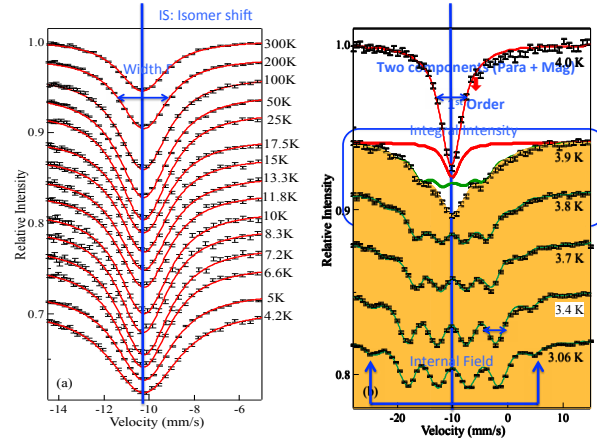 IS: Isomer shift
1.0
0.9
0.8
0.7
Relative Intensity
Width
300K
200K
100K
50K
25K
17.5K
15K
13.3K
11.8K
10K
8.3K
7.2K
6.6K
5K
4.2K
(a)
-14
-12
-10
-8
-6
Velocity (mm/s)
1.0
0.9
0.8
Relative Intensity
4.0 K
Two components (Para + Mag)
1st Order
Integral Intensity
3.9 K
3.8 K
3.7 K
3.4 K
Internal Field
3.06 K
(b)
-20
-10
0
10
Velocity (mm/s)